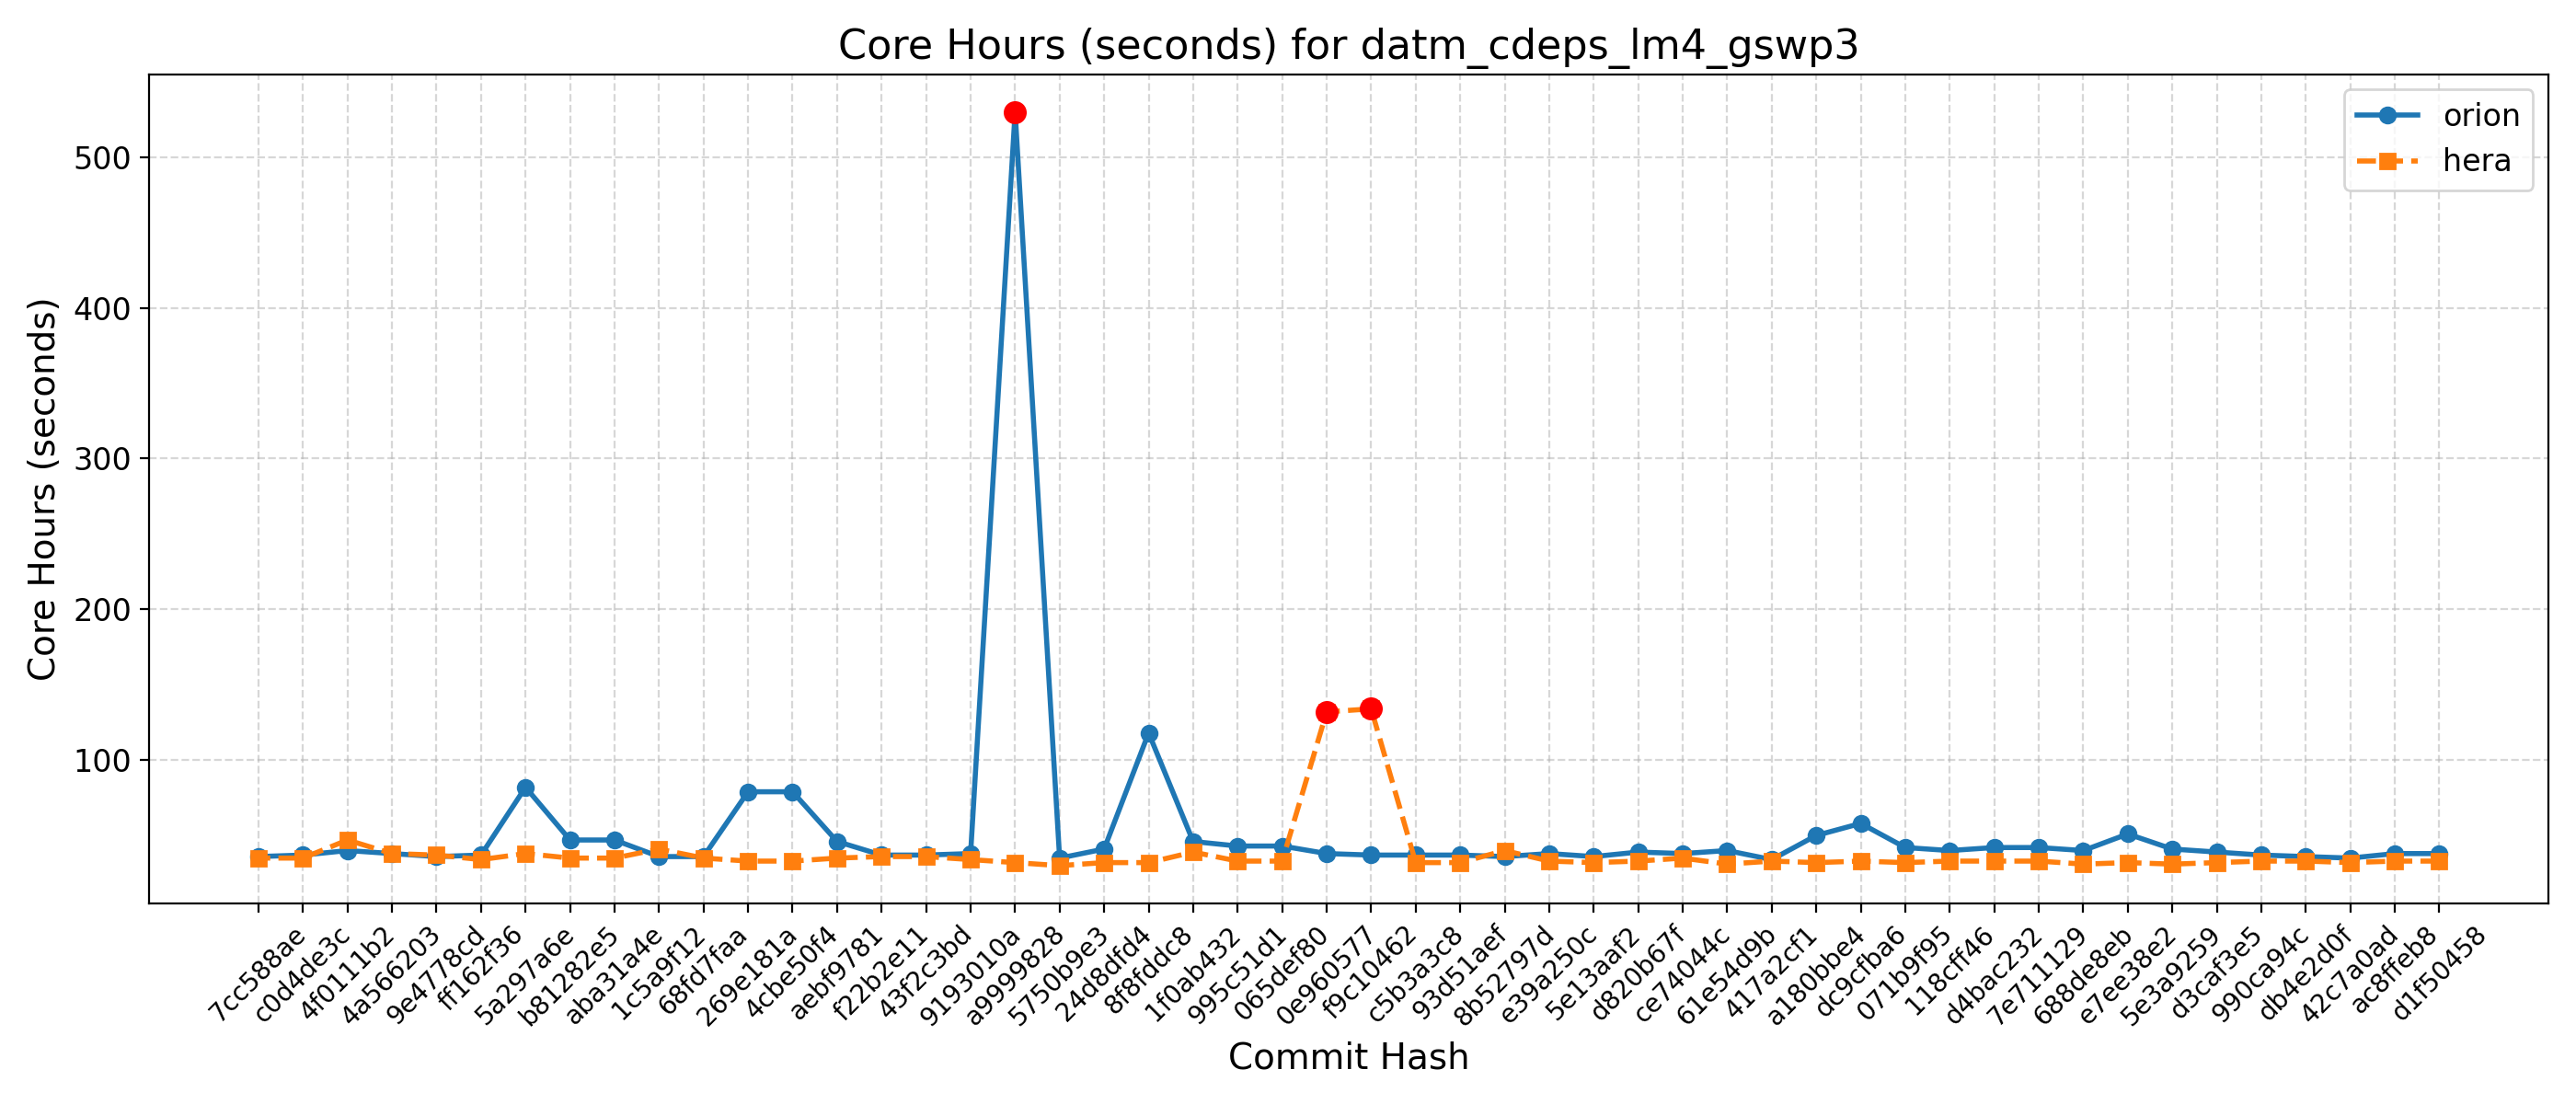 Core Hours (seconds) for datm_cdeps_lm4_gswp3
orion
hera
Core Hours (seconds)
500
400
300
200
100
7cc588ae
c0d4de3c
4f0111b2
4a566203
9e4778cd
ff162f36
5a297a6e
b81282e5
aba31a4e
1c5a9f12
68fd7faa
269e181a
4cbe50f4
aebf9781
f22b2e11
43f2c3bd
9193010a
a9999828
5750b9e3
24d8dfd4
8f8fddc8
1f0ab432
995c51d1
065def80
0e960577
f9c10462
c5b3a3c8
93d51aef
8b52797d
e39a250c
5e13aaf2
d820b67f
ce74044c
61e54d9b
417a2cf1
a180bbe4
dc9cfba6
071b9f95
118cff46
d4bac232
7e711129
688de8eb
e7ee38e2
5e3a9259
d3caf3e5
990ca94c
db4e2d0f
42c7a0ad
ac8ffeb8
d1f50458
Commit Hash